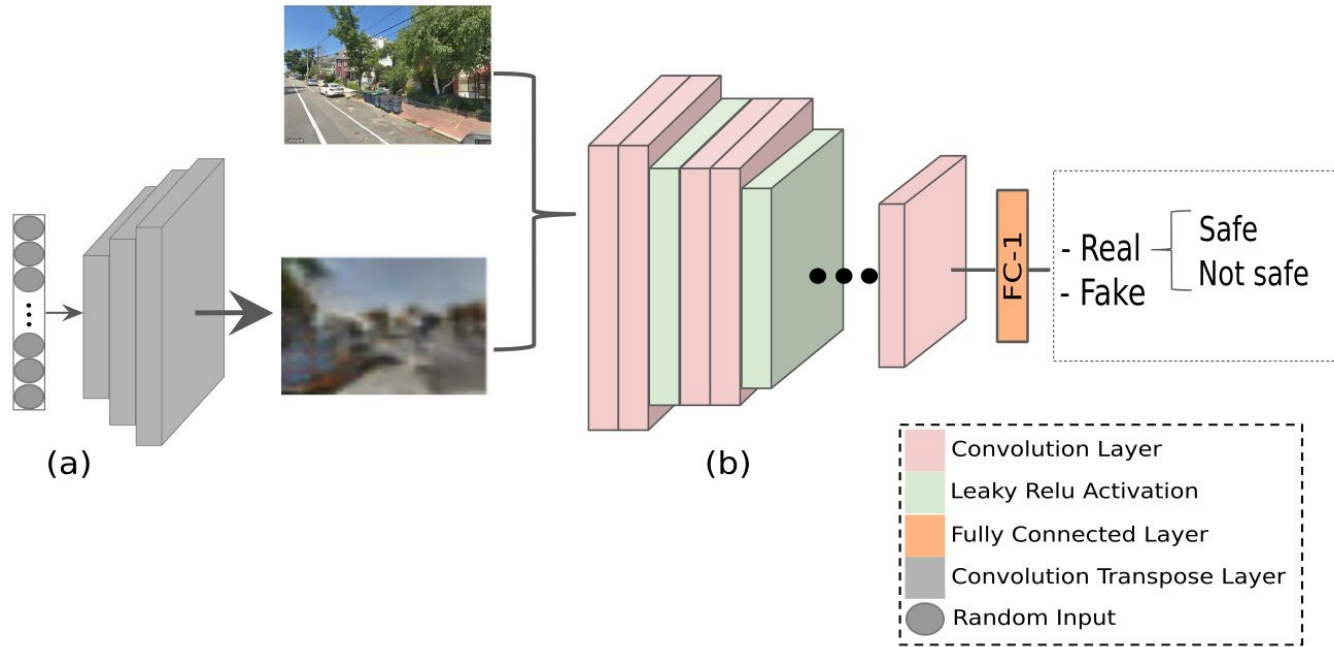 (a)
(b)
FC-1
- Real
- Fake
Safe
Not safe
Convolution Layer
Leaky Relu Activation
Fully Connected Layer
Convolution Transpose Layer
Random Input